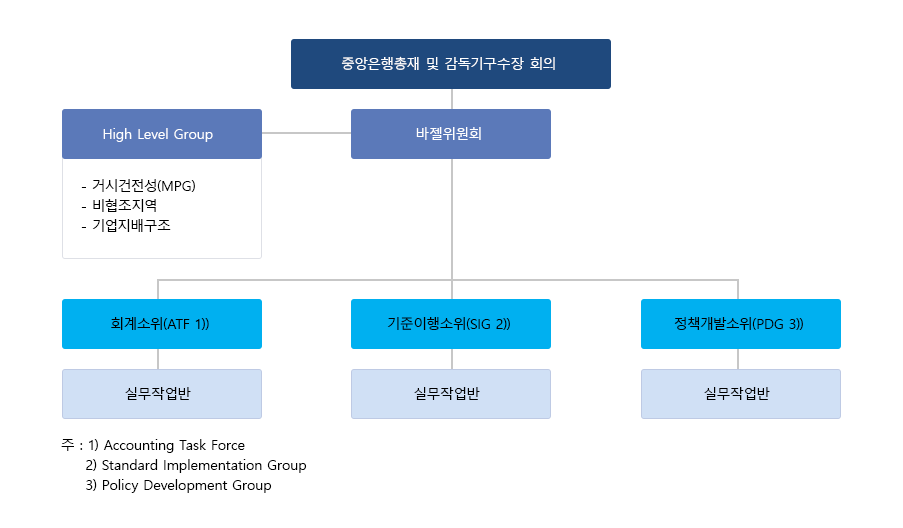 중앙은행총재 및 감독기구수장 회의
High Level Group
바젤위원회
- 거시건전성(MPG)
- 비협조지역
- 기업지배구조
회계소위(ATF 1))
기준이행소위(SIG 2))
정책개발소위(PDG 3))
실무작업반
실무작업반
실무작업반
주 : 1) Accounting Task Force
2) Standard Implementation Group
3) Policy Development Group